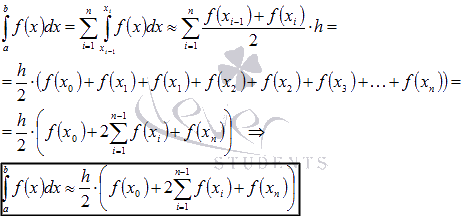 ∫_a^b f(x)dx = ∑_{i=1}^n ∫_{x_{i-1}}^{x_i} f(x)dx ≈ ∑_{i=1}^n (f(x_{i-1}) + f(x_i))/2 · h =
= h/2 · (f(x_0) + f(x_1) + f(x_1) + f(x_2) + f(x_2) + f(x_3) + … + f(x_n)) =
= h/2 · (f(x_0) + 2∑_{i=1}^{n-1} f(x_i) + f(x_n)) ⇒
∫_a^b f(x)dx ≈ h/2 · (f(x_0) + 2∑_{i=1}^{n-1} f(x_i) + f(x_n))
Clever
STUDENTS